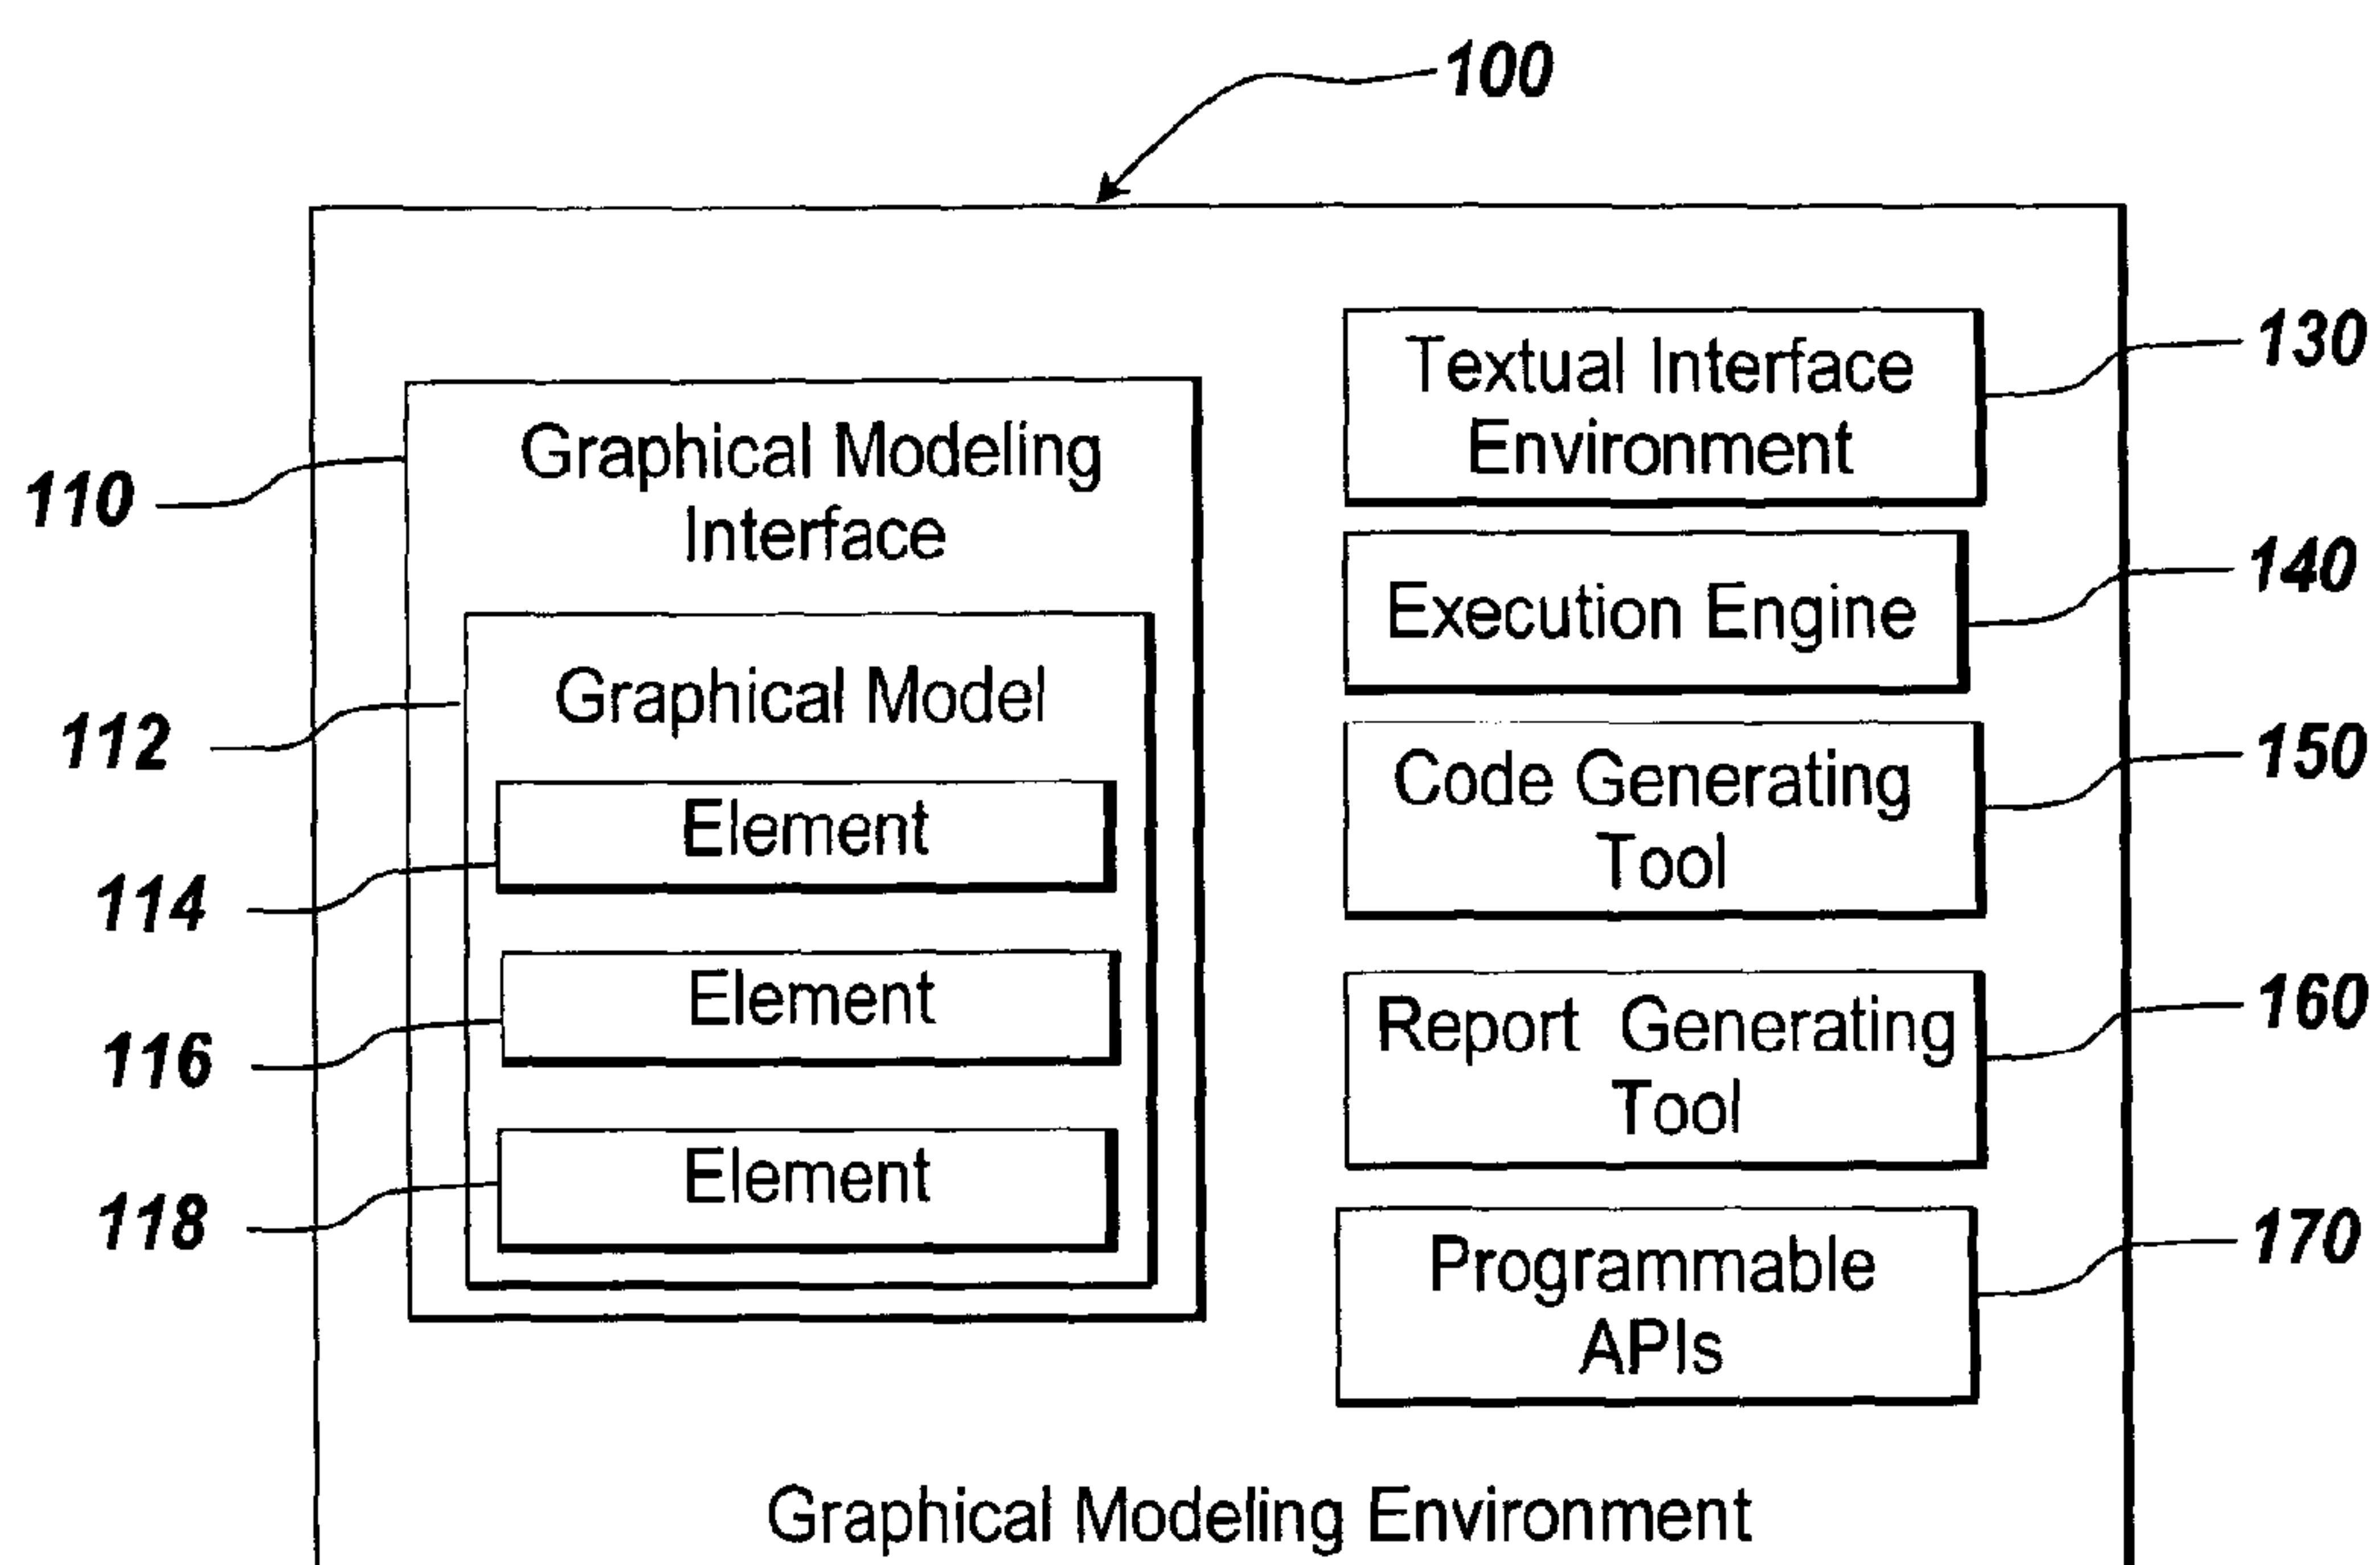 100
110
Graphical Modeling
Interface
112
Graphical Model
114
Element
116
Element
118
Element
Textual Interface
Environment
130
Execution Engine
140
Code Generating
Tool
150
Report Generating
Tool
160
Programmable
APIs
170
Graphical Modeling Environment